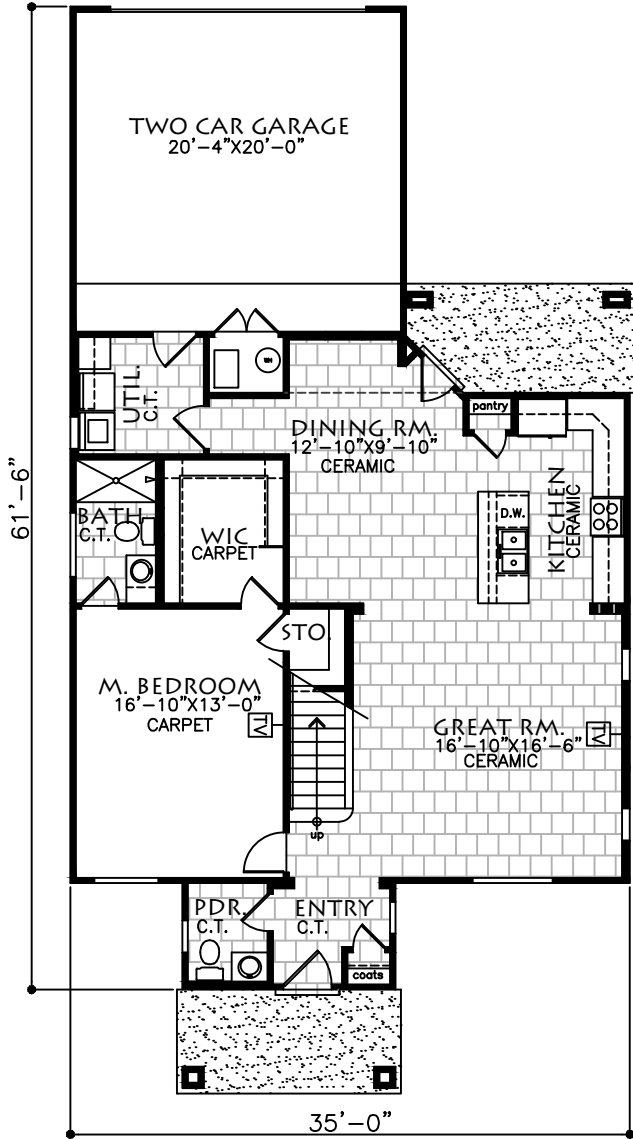 TWO CAR GARAGE
20'-4"X20'-0"
UTIL.
C.T.
DINING RM.
12'-10"X9'-10"
CERAMIC
pantry
KITCHEN
CERAMIC
D.W.
61'-6"
BATH
C.T.
WIC
CARPET
STO.
M. BEDROOM
16'-10"X13'-0"
CARPET
TV
GREAT RM.
16'-10"X16'-6"
CERAMIC
TV
up
PDR.
C.T.
ENTRY
C.T.
coats
35'-0"